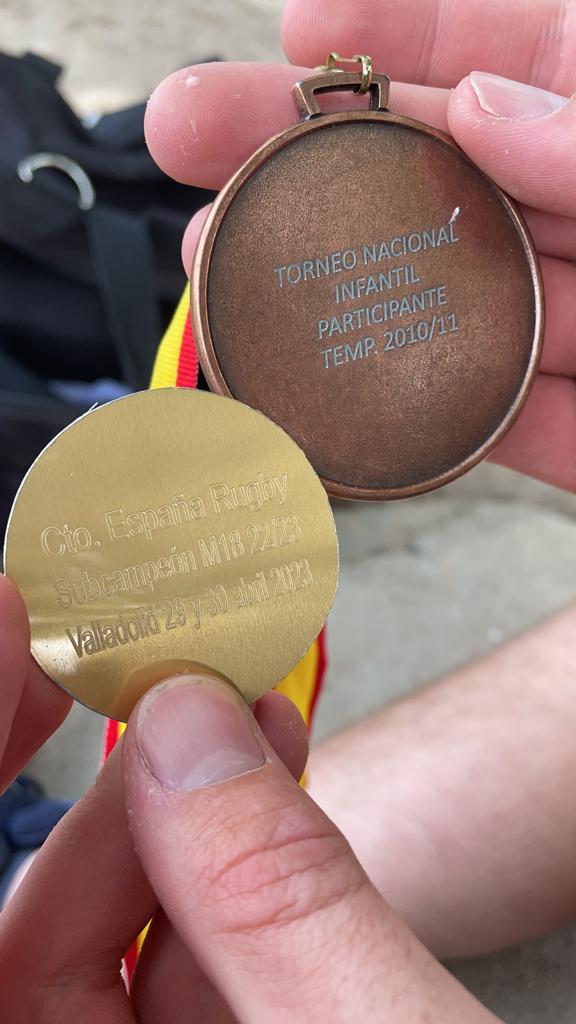 TORNEO NACIONAL
INFANTIL
PARTICIPANTE
TEMP. 2010/11
Cto. España Rugby
Subcampeón M18 22/23
Valladolid 29 y 30 abril 2023